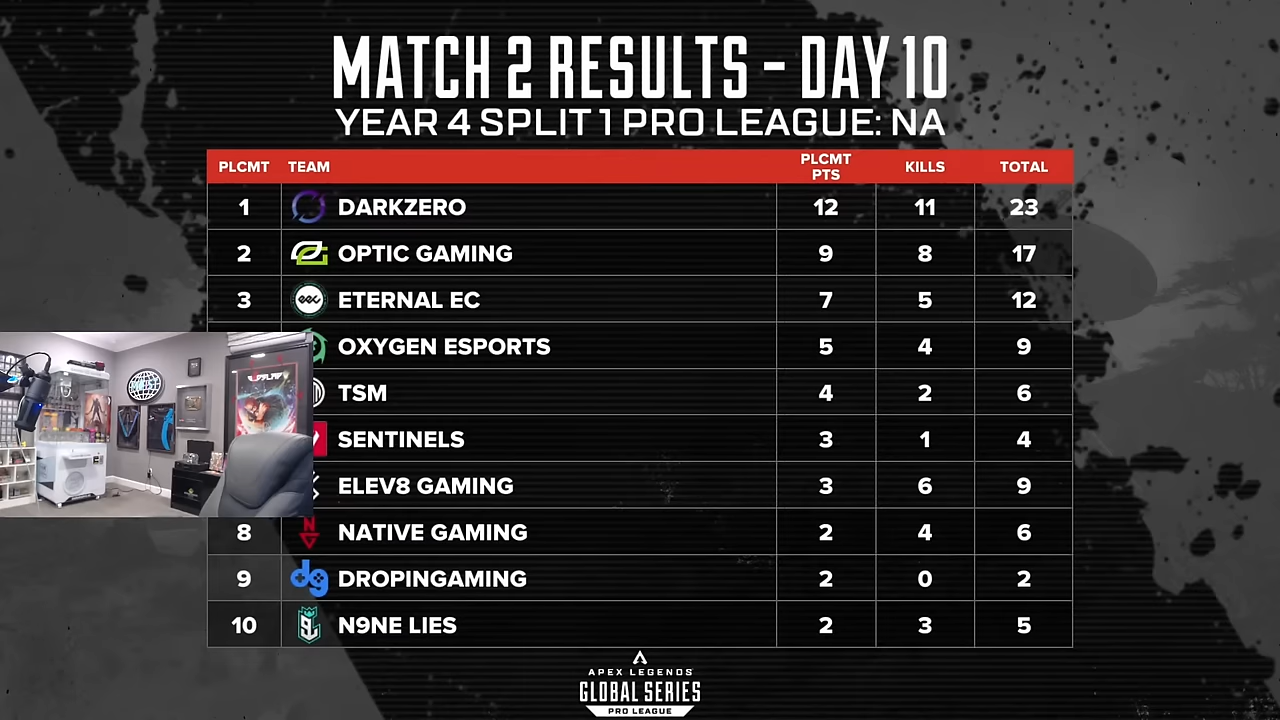 MATCH 2 RESULTS - DAY 10
YEAR 4 SPLIT 1 PRO LEAGUE: NA
PLCMT TEAM PLCMT PTS KILLS TOTAL
1 DARKZERO 12 11 23
2 OPTIC GAMING 9 8 17
3 eec ETERNAL EC 7 5 12
OXYGEN ESPORTS 5 4 9
TSM 4 2 6
SENTINELS 3 1 4
ELEV8 GAMING 3 6 9
8 N NATIVE GAMING 2 4 6
9 dg DROPINGAMING 2 0 2
10 9L N9NE LIES 2 3 5
APEX LEGENDS
GLOBAL SERIES
PRO LEAGUE